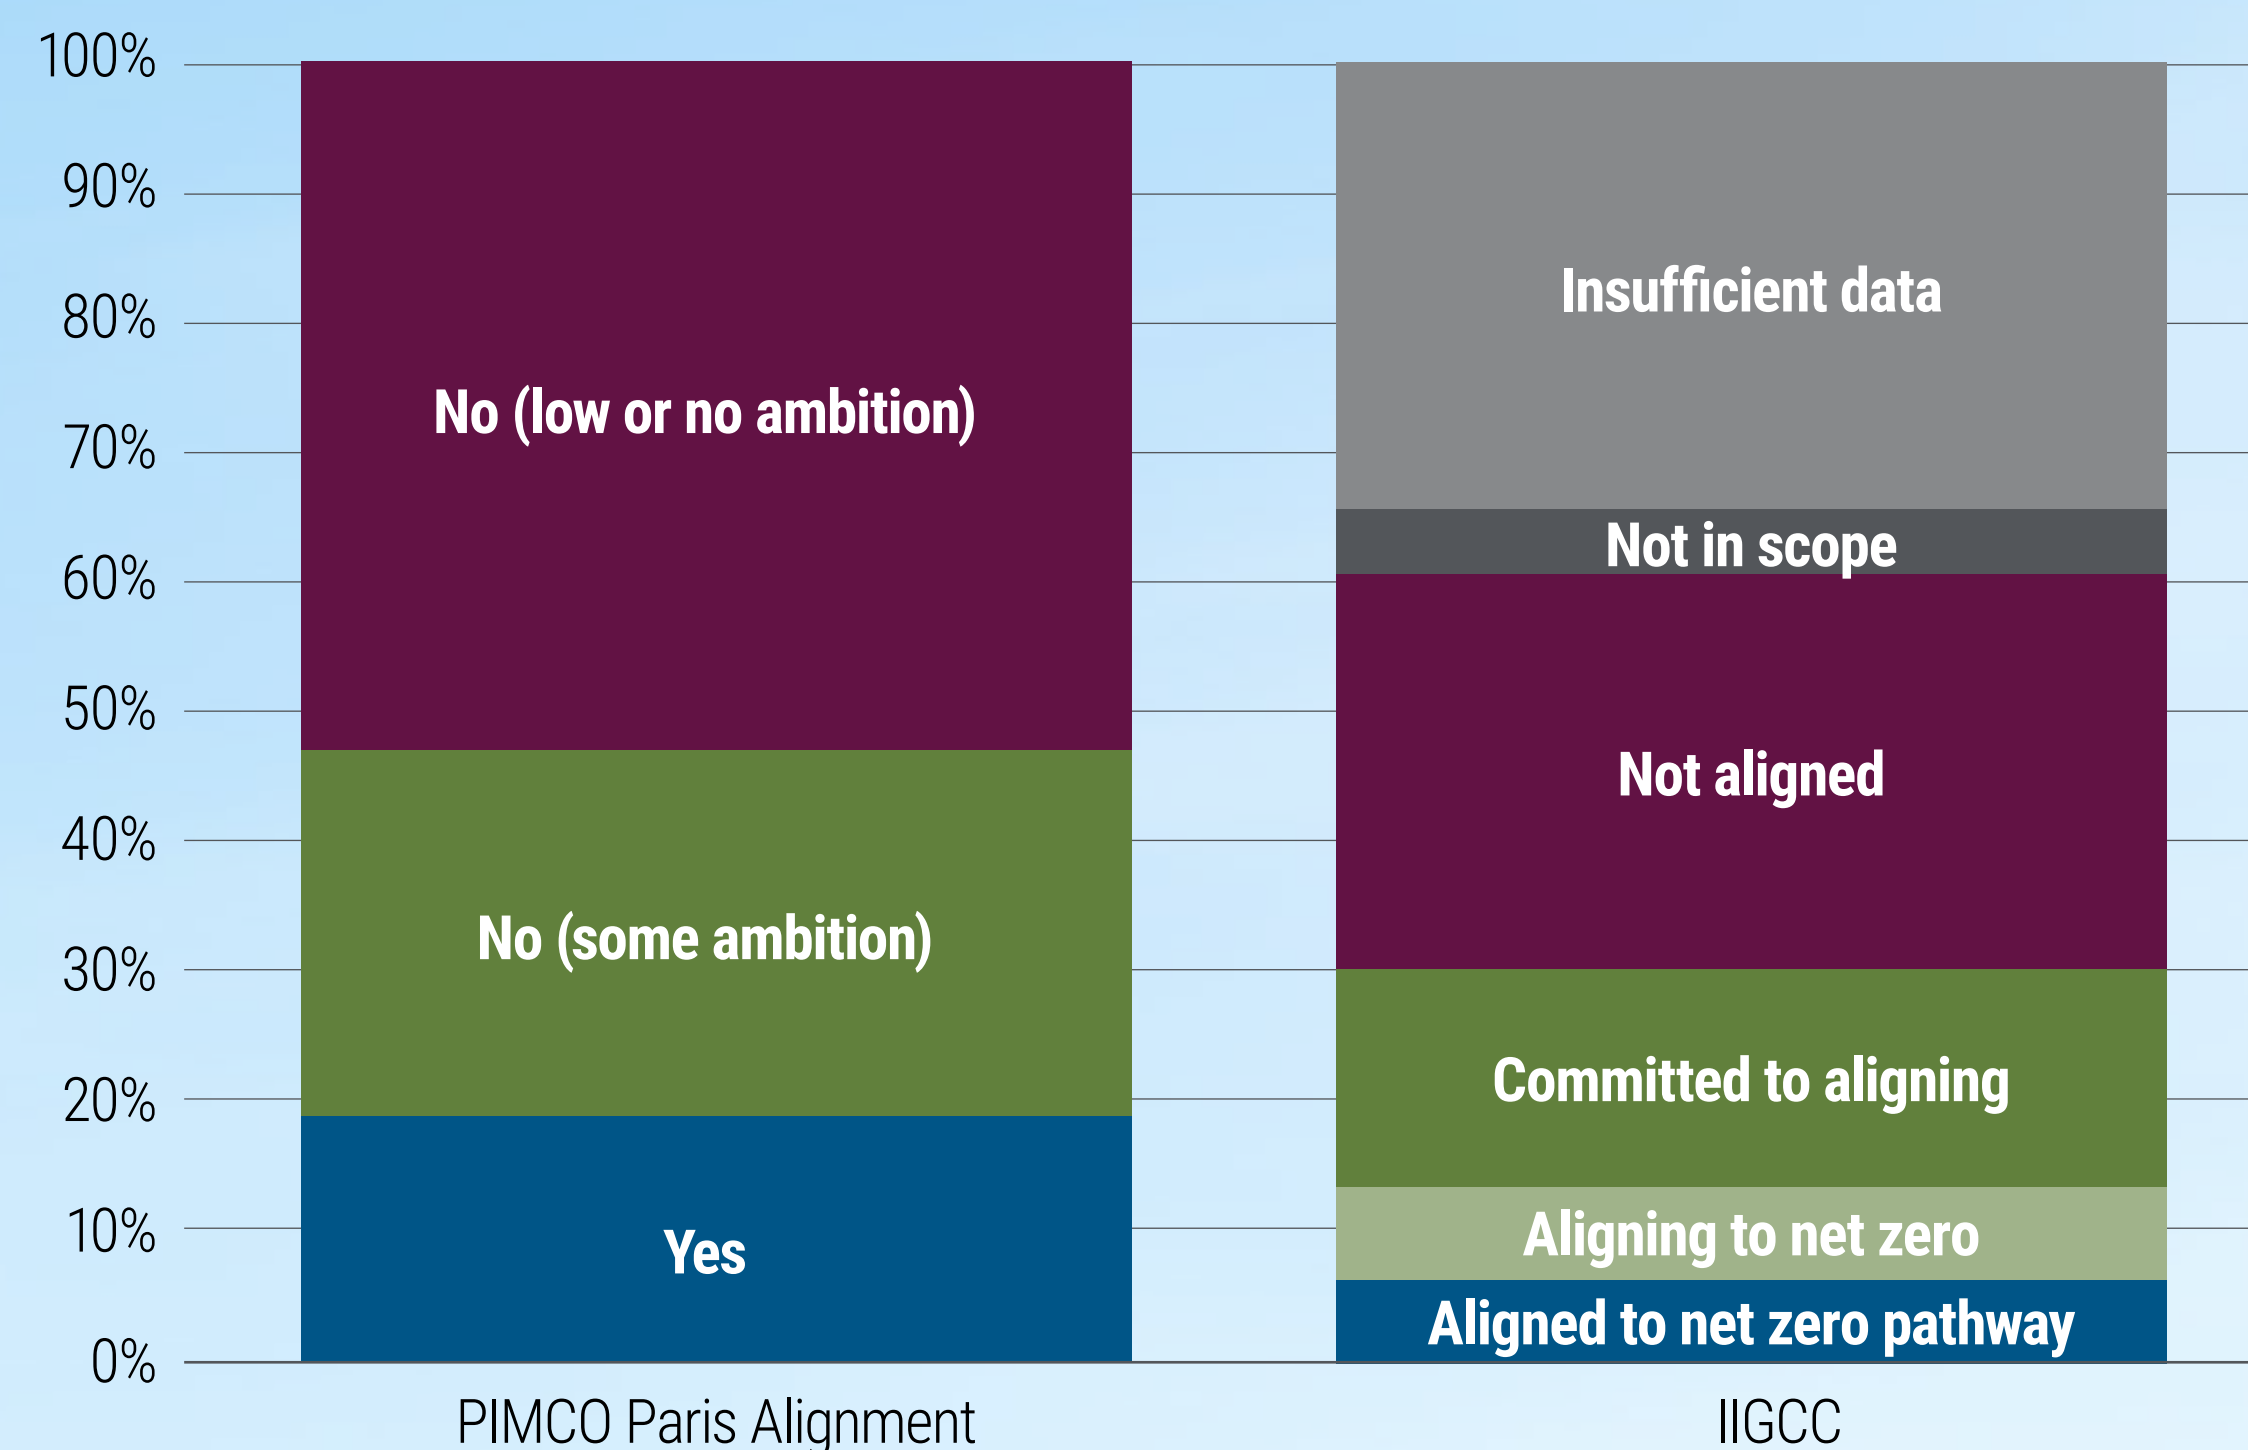 100%
90%
80%
70%
60%
50%
40%
30%
20%
10%
0%
No (low or no ambition)
No (some ambition)
Yes
Insufficient data
Not in scope
Not aligned
Committed to aligning
Aligning to net zero
Aligned to net zero pathway
PIMCO Paris Alignment
IIGCC